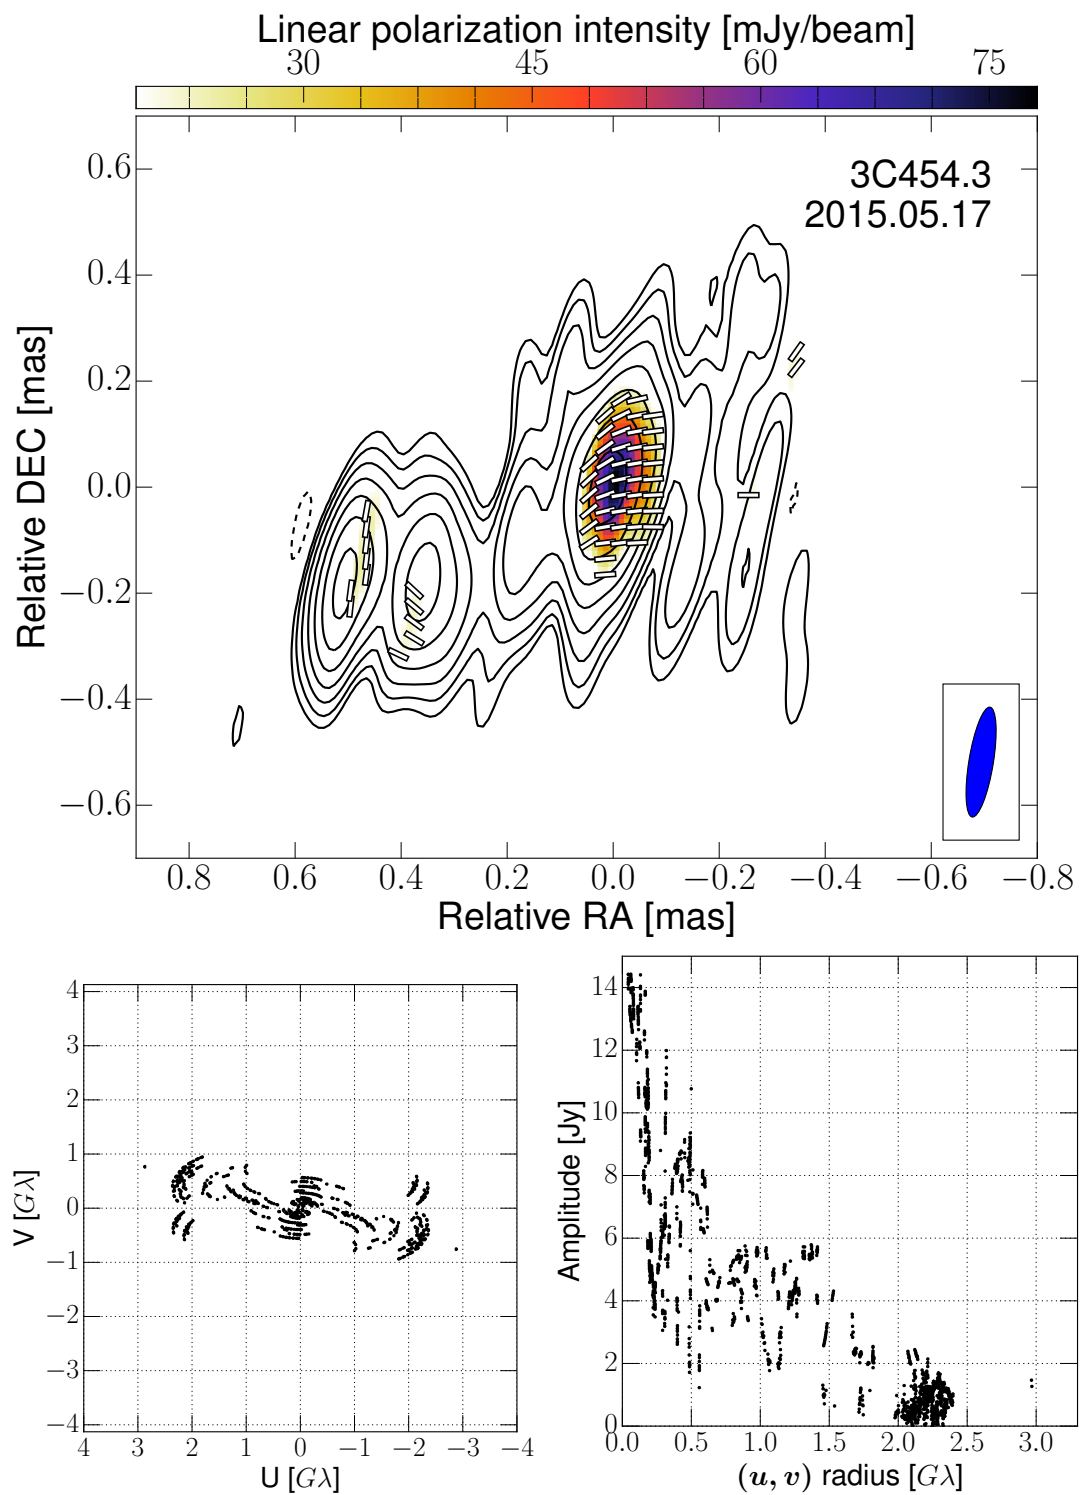 Linear polarization intensity [mJy/beam]
30 45 60 75
3C454.3
2015.05.17
Relative DEC [mas]
0.6
0.4
0.2
0.0
−0.2
−0.4
−0.6
0.8 0.6 0.4 0.2 0.0 −0.2 −0.4 −0.6 −0.8
Relative RA [mas]
V [Gλ]
4
3
2
1
0
−1
−2
−3
−4
4 3 2 1 0 −1 −2 −3 −4
U [Gλ]
Amplitude [Jy]
14
12
10
8
6
4
2
0
0.0 0.5 1.0 1.5 2.0 2.5 3.0
(u, v) radius [Gλ]